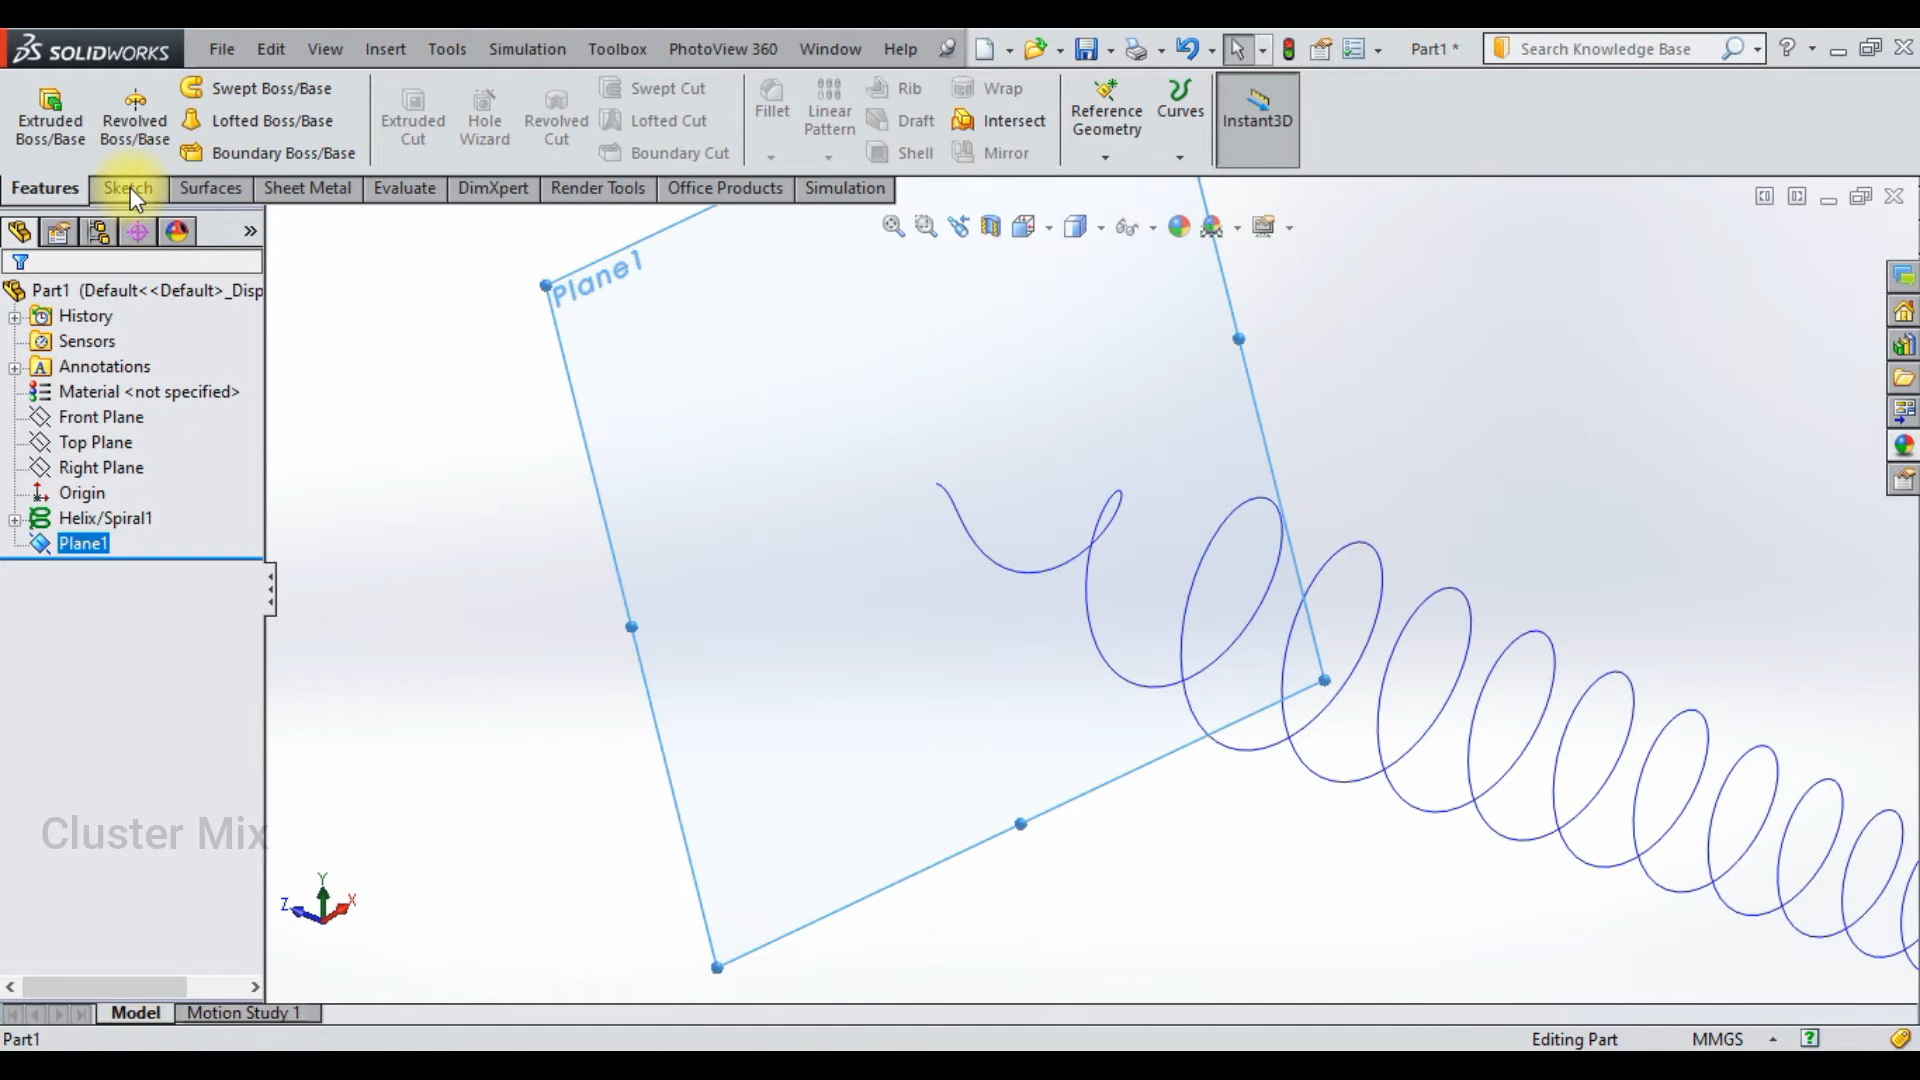 SOLIDWORKS File Edit View Insert Tools Simulation Toolbox PhotoView 360 Window Help Part1 * Search Knowledge Base ?
Extruded Boss/Base
Revolved Boss/Base
Swept Boss/Base
Lofted Boss/Base
Boundary Boss/Base
Extruded Cut
Hole Wizard
Revolved Cut
Swept Cut
Lofted Cut
Boundary Cut
Fillet
Linear Pattern
Rib
Draft
Shell
Wrap
Intersect
Mirror
Reference Geometry
Curves
Instant3D
Features Sketch Surfaces Sheet Metal Evaluate DimXpert Render Tools Office Products Simulation
Part1 (Default<<Default>_Disp
History
Sensors
Annotations
Material <not specified>
Front Plane
Top Plane
Right Plane
Origin
Helix/Spiral1
Plane1
Plane1
Cluster Mix
Y
Z X
Model Motion Study 1
Part1 Editing Part MMGS ?